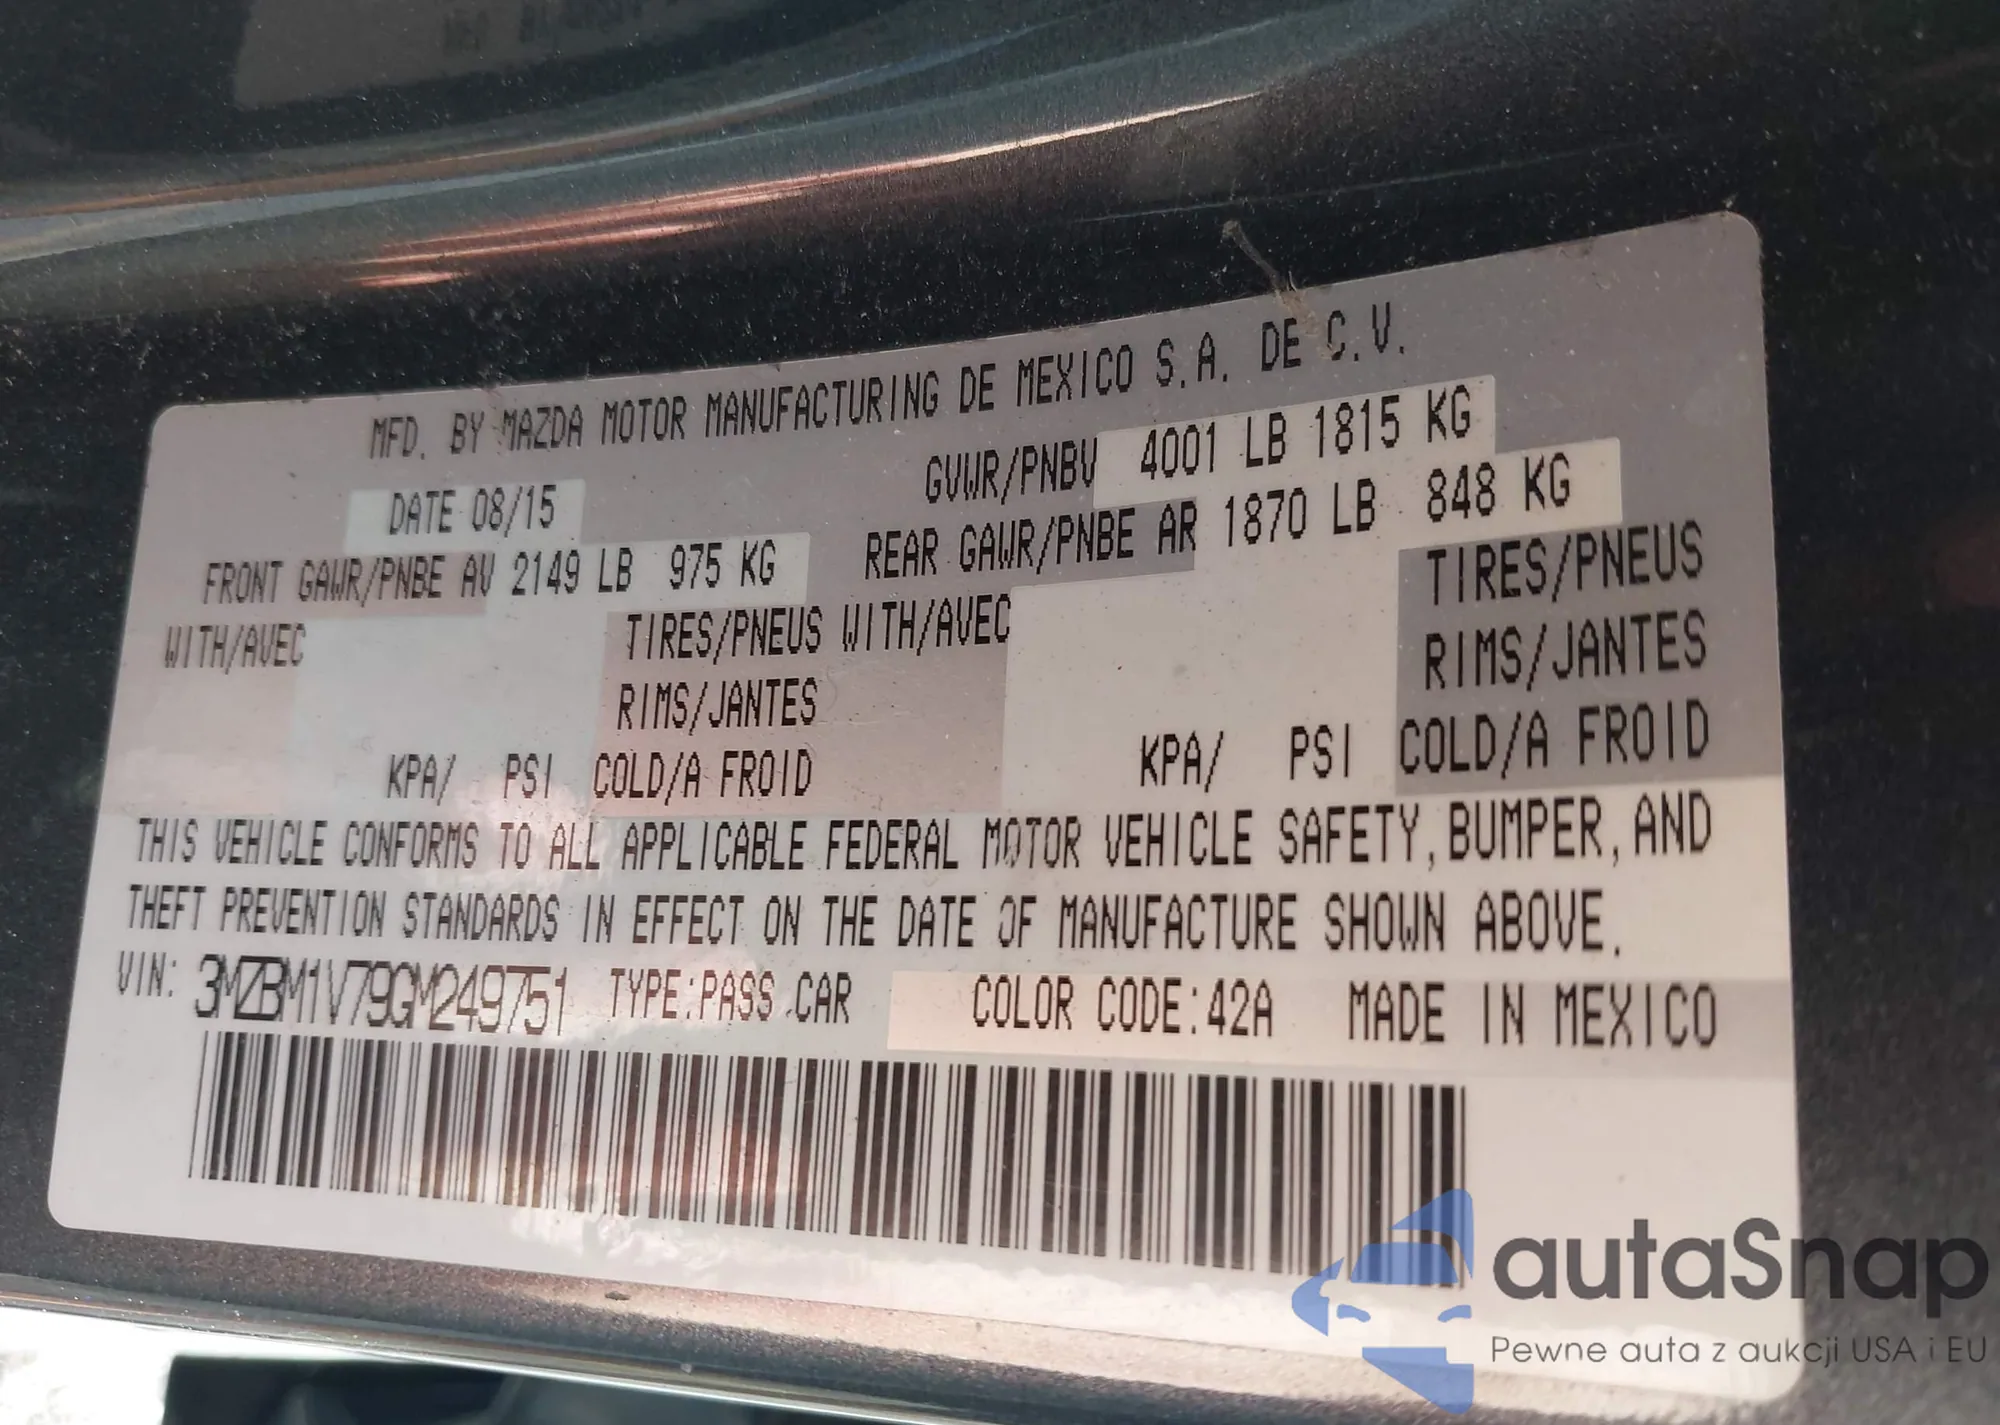 MFD. BY MAZDA MOTOR MANUFACTURING DE MEXICO S.A. DE C.V.
DATE 08/15 GVWR/PNBV 4001 LB 1815 KG
FRONT GAWR/PNBE AV 2149 LB 975 KG REAR GAWR/PNBE AR 1870 LB 848 KG
WITH/AVEC TIRES/PNEUS WITH/AVEC TIRES/PNEUS
RIMS/JANTES RIMS/JANTES
KPA/ PSI COLD/A FROID KPA/ PSI COLD/A FROID
THIS VEHICLE CONFORMS TO ALL APPLICABLE FEDERAL MOTOR VEHICLE SAFETY, BUMPER, AND
THEFT PREVENTION STANDARDS IN EFFECT ON THE DATE OF MANUFACTURE SHOWN ABOVE.
VIN: 3MZBM1V79GM249751 TYPE:PASS.CAR COLOR CODE:42A MADE IN MEXICO
autaSnap
Pewne auta z aukcji USA i EU